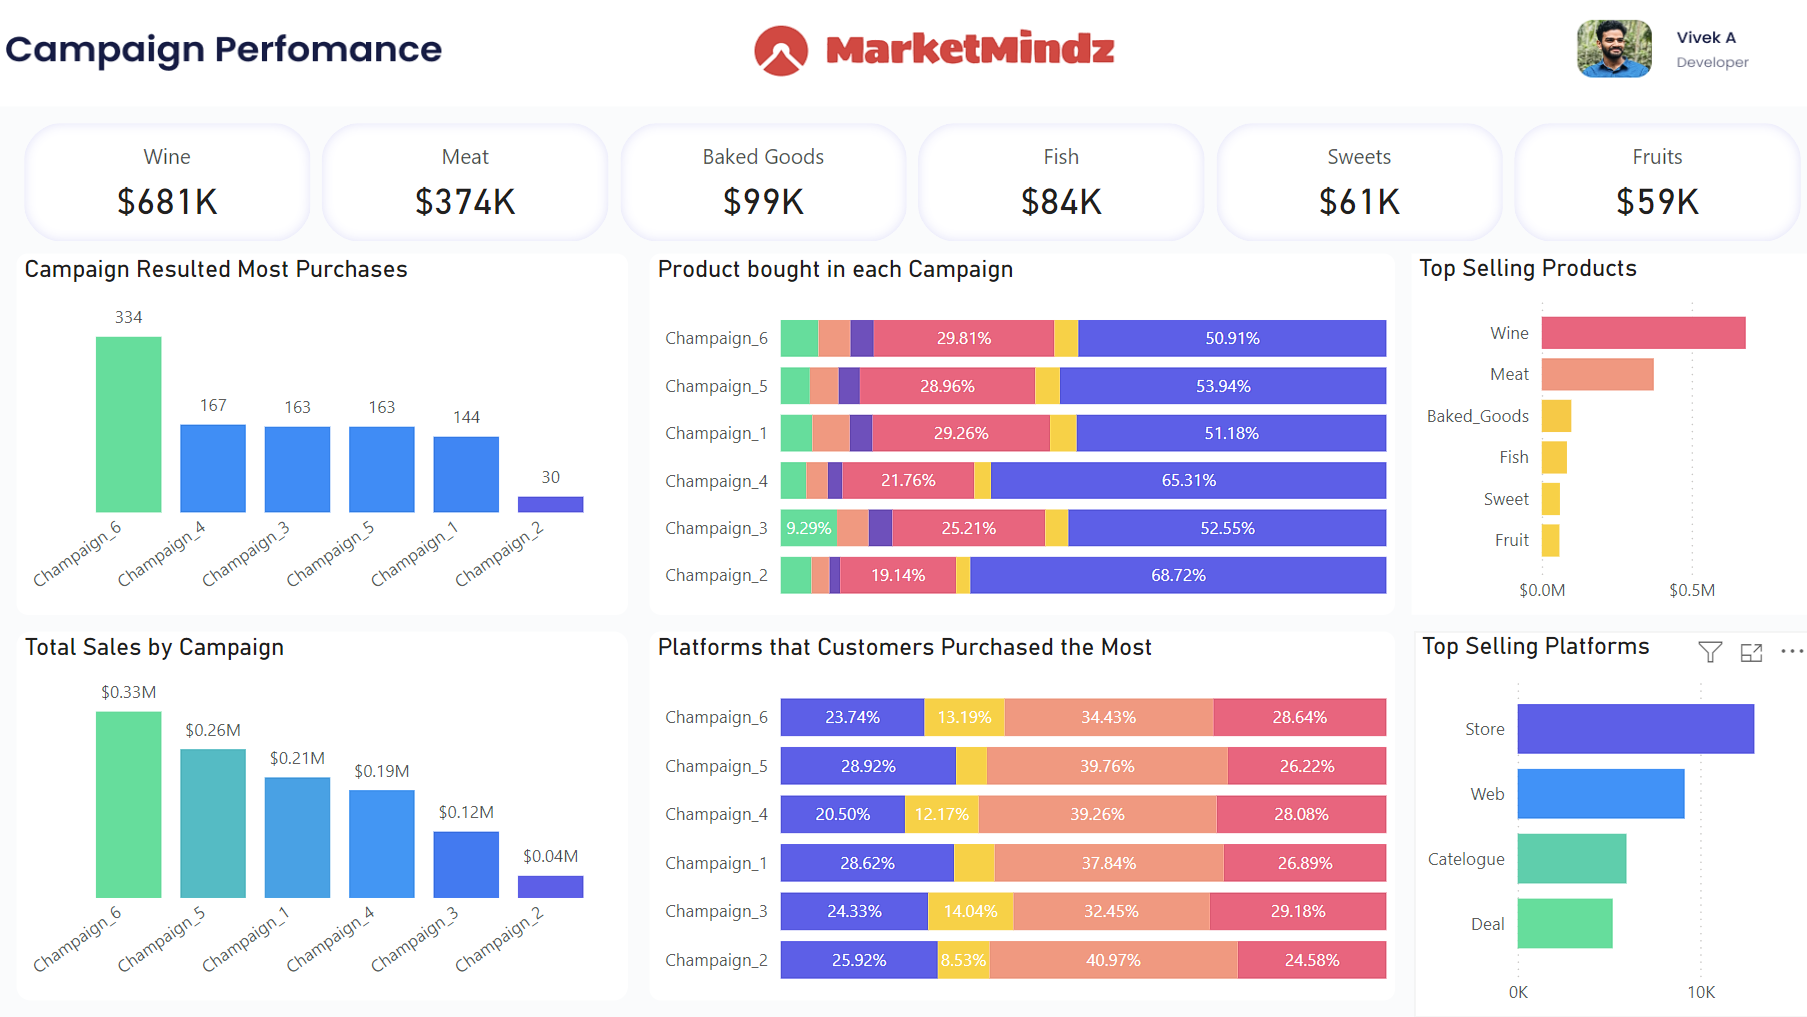 Campaign Perfomance
MarketMindz
Vivek A
Developer
Wine
$681K
Meat
$374K
Baked Goods
$99K
Fish
$84K
Sweets
$61K
Fruits
$59K
Campaign Resulted Most Purchases
334
167
163
163
144
30
Champaign_6
Champaign_4
Champaign_3
Champaign_5
Champaign_1
Champaign_2
Product bought in each Campaign
Champaign_6 29.81% 50.91%
Champaign_5 28.96% 53.94%
Champaign_1 29.26% 51.18%
Champaign_4 21.76% 65.31%
Champaign_3 9.29% 25.21% 52.55%
Champaign_2 19.14% 68.72%
Top Selling Products
Wine
Meat
Baked_Goods
Fish
Sweet
Fruit
$0.0M $0.5M
Total Sales by Campaign
$0.33M
$0.26M
$0.21M
$0.19M
$0.12M
$0.04M
Champaign_6
Champaign_5
Champaign_1
Champaign_4
Champaign_3
Champaign_2
Platforms that Customers Purchased the Most
Champaign_6 23.74% 13.19% 34.43% 28.64%
Champaign_5 28.92% 39.76% 26.22%
Champaign_4 20.50% 12.17% 39.26% 28.08%
Champaign_1 28.62% 37.84% 26.89%
Champaign_3 24.33% 14.04% 32.45% 29.18%
Champaign_2 25.92% 8.53% 40.97% 24.58%
Top Selling Platforms
Store
Web
Catelogue
Deal
0K 10K